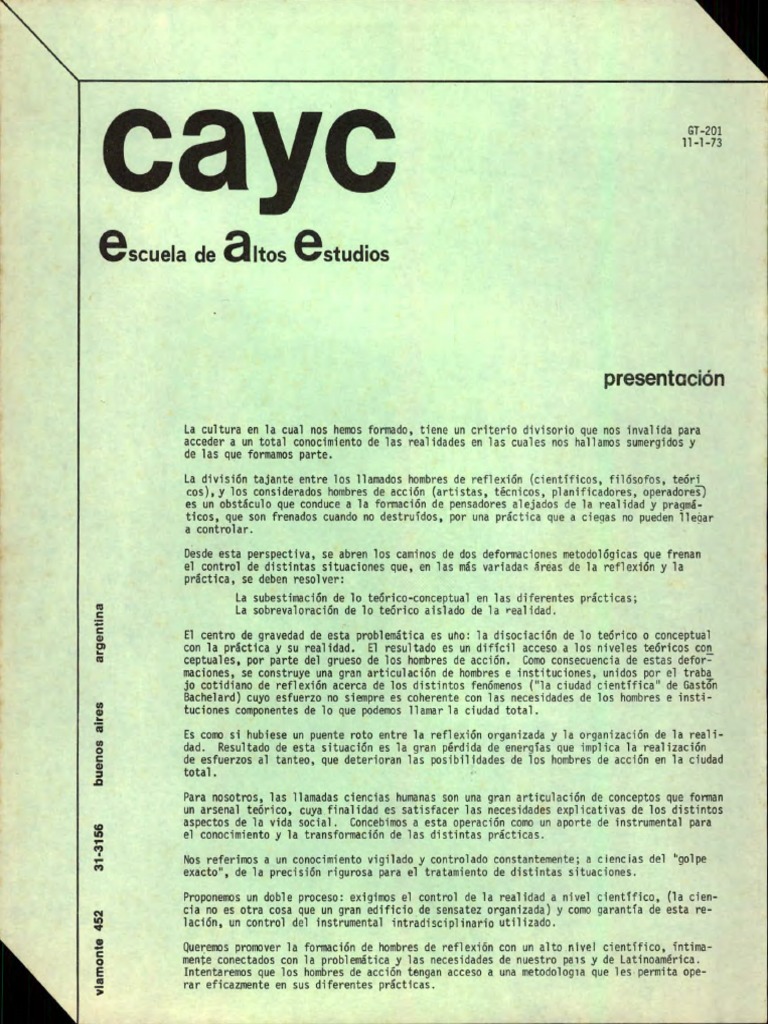 cayc
GT-201
11-1-73
escuela de altos estudios
presentación
La cultura en la cual nos hemos formado, tiene un criterio divisorio que nos invalida para
acceder a un total conocimiento de las realidades en las cuales nos hallamos sumergidos y
de las que formamos parte.
La división tajante entre los llamados hombres de reflexión (científicos, filósofos, teóri
cos), y los considerados hombres de acción (artistas, técnicos, planificadores, operadores)
es un obstáculo que conduce a la formación de pensadores alejados de la realidad y pragmá-
ticos, que son frenados cuando no destruídos, por una práctica que a ciegas no pueden llegar
a controlar.
Desde esta perspectiva, se abren los caminos de dos deformaciones metodológicas que frenan
el control de distintas situaciones que, en las más variadas áreas de la reflexión y la
práctica, se deben resolver:
La subestimación de lo teórico-conceptual en las diferentes prácticas;
La sobrevaloración de lo teórico aislado de la realidad.
El centro de gravedad de esta problemática es uno: la disociación de lo teórico o conceptual
con la práctica y su realidad. El resultado es un difícil acceso a los niveles teóricos con
ceptuales, por parte del grueso de los hombres de acción. Como consecuencia de estas defor-
maciones, se construye una gran articulación de hombres e instituciones, unidos por el traba
jo cotidiano de reflexión acerca de los distintos fenómenos ("la ciudad científica" de Gastón
Bachelard) cuyo esfuerzo no siempre es coherente con las necesidades de los hombres e insti-
tuciones componentes de lo que podemos llamar la ciudad total.
Es como si hubiese un puente roto entre la reflexión organizada y la organización de la reali-
dad. Resultado de esta situación es la gran pérdida de energías que implica la realización
de esfuerzos al tanteo, que deterioran las posibilidades de los hombres de acción en la ciudad
total.
Para nosotros, las llamadas ciencias humanas son una gran articulación de conceptos que forman
un arsenal teórico, cuya finalidad es satisfacer las necesidades explicativas de los distintos
aspectos de la vida social. Concebimos a esta operación como un aporte de instrumental para
el conocimiento y la transformación de las distintas prácticas.
Nos referimos a un conocimiento vigilado y controlado constantemente; a ciencias del "golpe
exacto", de la precisión rigurosa para el tratamiento de distintas situaciones.
Proponemos un doble proceso: exigimos el control de la realidad a nivel científico, (la cien-
cia no es otra cosa que un gran edificio de sensatez organizada) y como garantía de esta re-
lación, un control del instrumental intradisciplinario utilizado.
Queremos promover la formación de hombres de reflexión con un alto nivel científico, íntima-
mente conectados con la problemática y las necesidades de nuestro país y de Latinoamérica.
Intentaremos que los hombres de acción tengan acceso a una metodología que les permita ope-
rar eficazmente en sus diferentes prácticas.
viamonte 452 31-3156 buenos aires argentina